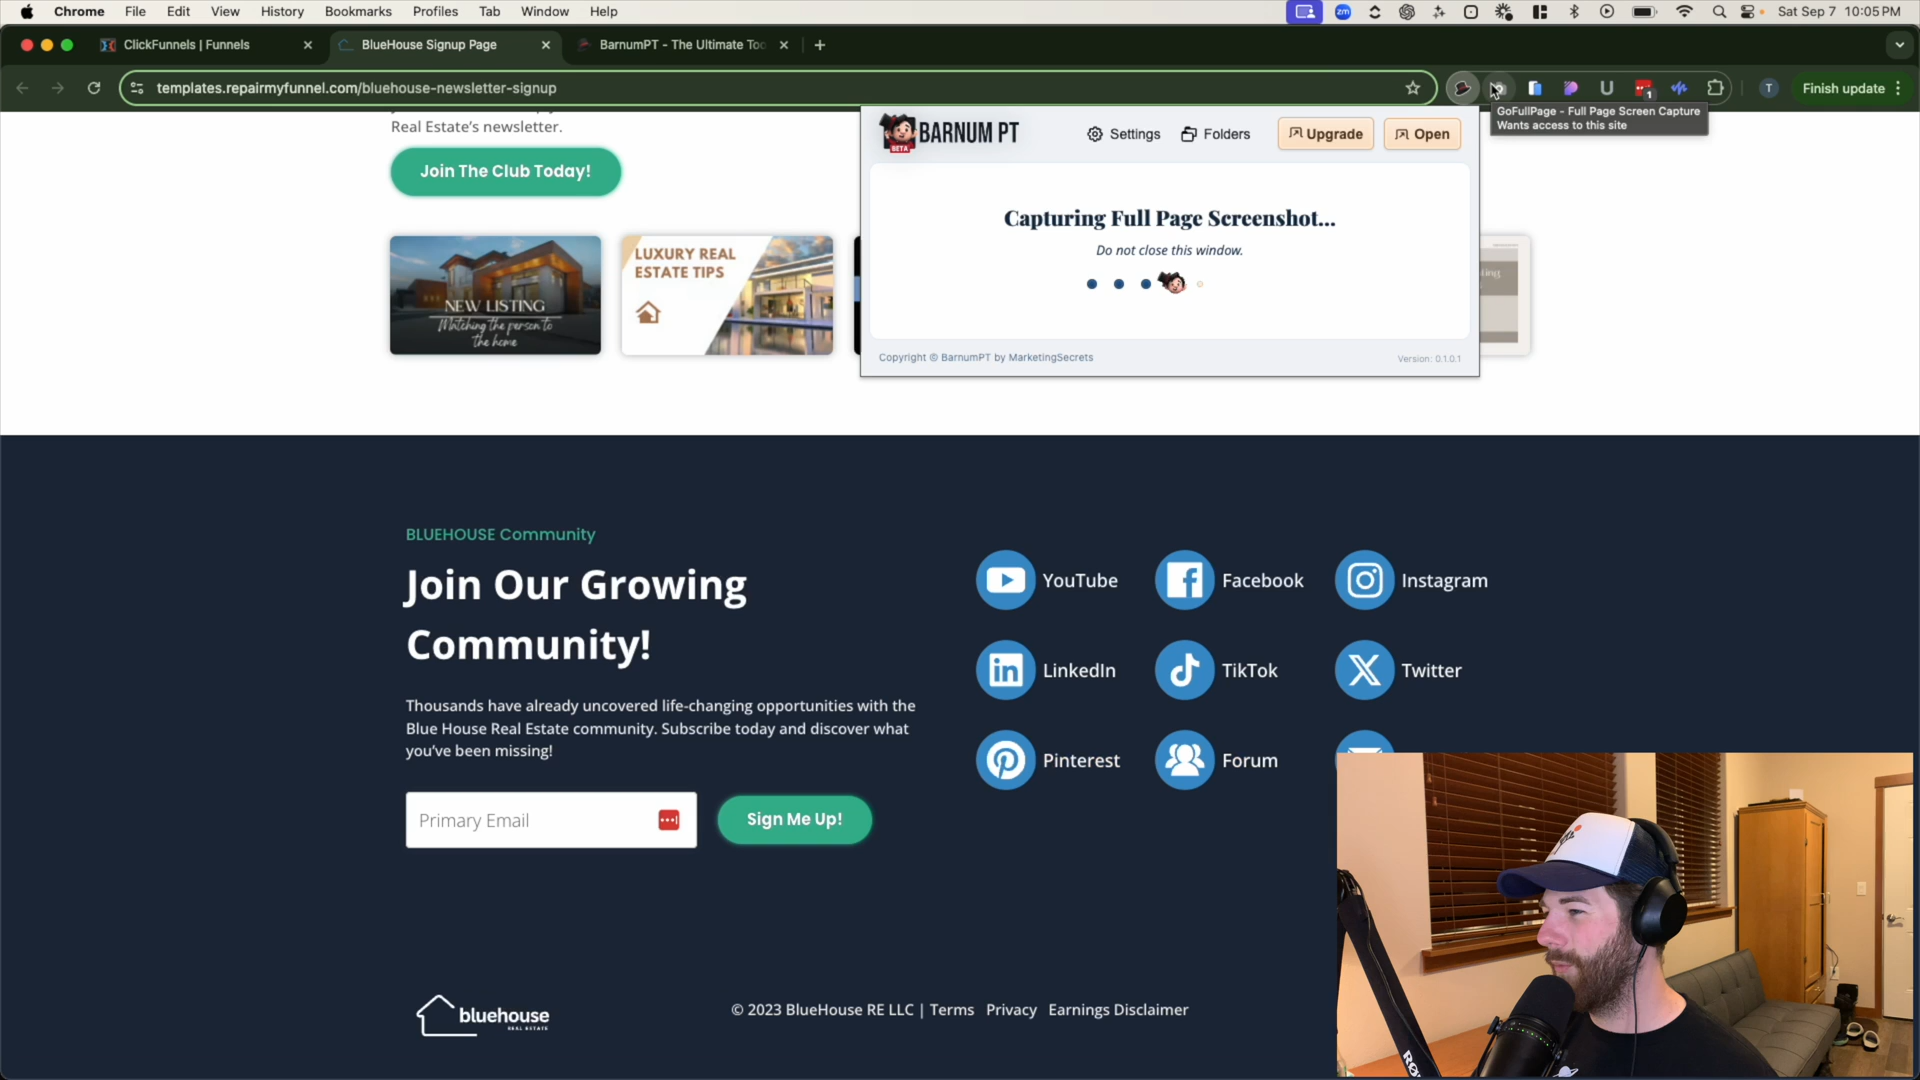 Chrome File Edit View History Bookmarks Profiles Tab Window Help
zm
Sat Sep 7 10:05 PM
ClickFunnels | Funnels
BlueHouse Signup Page
BarnumPT - The Ultimate Too
templates.repairmyfunnel.com/bluehouse-newsletter-signup
1
T
Finish update
GoFullPage - Full Page Screen Capture
Wants access to this site
BETA
BARNUM PT
Settings
Folders
Upgrade
Open
Capturing Full Page Screenshot...
Do not close this window.
Copyright © BarnumPT by MarketingSecrets
Version: 0.1.0.1
Real Estate's newsletter.
Join The Club Today!
NEW LISTING
Matching the person to
the home
LUXURY REAL
ESTATE TIPS
BLUEHOUSE Community
Join Our Growing
Community!
Thousands have already uncovered life-changing opportunities with the
Blue House Real Estate community. Subscribe today and discover what
you've been missing!
Primary Email
Sign Me Up!
YouTube
Facebook
Instagram
LinkedIn
TikTok
Twitter
Pinterest
Forum
bluehouse
REAL ESTATE
© 2023 BlueHouse RE LLC | Terms Privacy Earnings Disclaimer